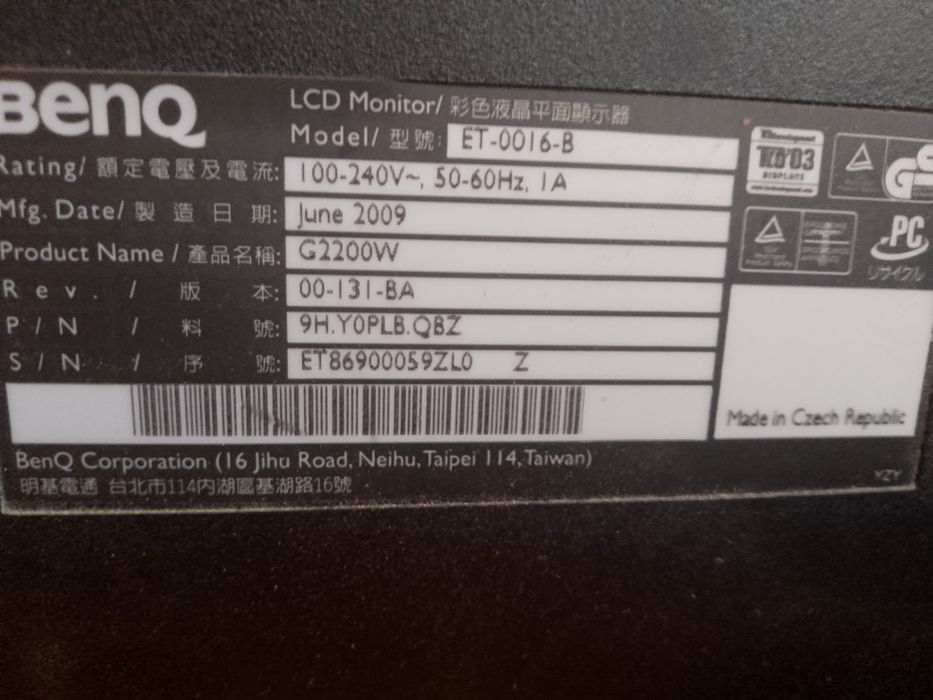 BenQ
LCD Monitor/ 彩色液晶平面顯示器
Model/ 型號: ET-0016-B
Rating/ 額定電壓及電流: 100-240V~, 50-60Hz, 1A
Mfg. Date/ 製造日期: June 2009
Product Name / 產品名稱: G2200W
Rev. / 版本: 00-131-BA
P/N / 料號: 9H.Y0PLB.QBZ
S/N / 序號: ET86900059ZL0 Z
TCO'03
DISPLAYS
GS
PC
リサイクル
Made in Czech Republic
BenQ Corporation (16 Jihu Road, Neihu, Taipei 114, Taiwan)
明基電通 台北市114內湖區基湖路16號
YZY